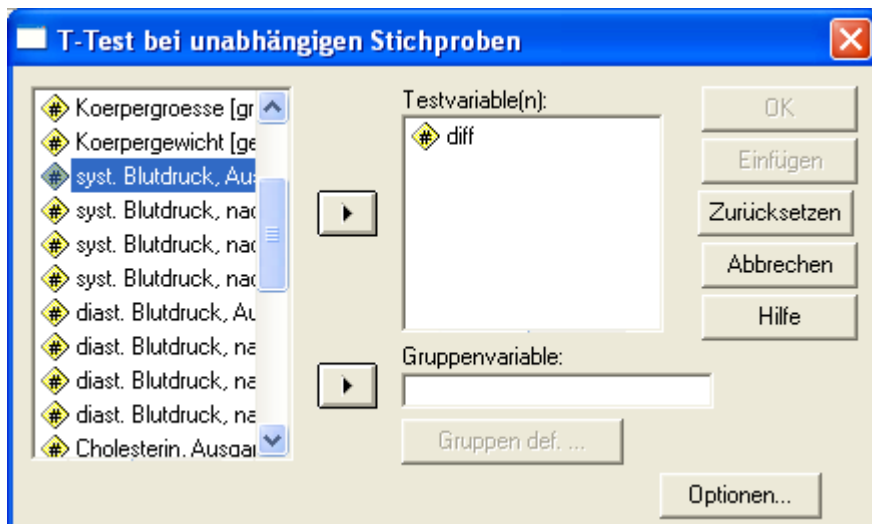 T-Test bei unabhängigen Stichproben
Koerpergroesse [gr
Koerpergewicht [ge
syst. Blutdruck, Au
syst. Blutdruck, nac
syst. Blutdruck, nac
syst. Blutdruck, nac
diast. Blutdruck, Au
diast. Blutdruck, na
diast. Blutdruck, na
diast. Blutdruck, na
Cholesterin, Ausgan
Testvariable(n):
diff
Gruppenvariable:
Gruppen def. ...
OK
Einfügen
Zurücksetzen
Abbrechen
Hilfe
Optionen...